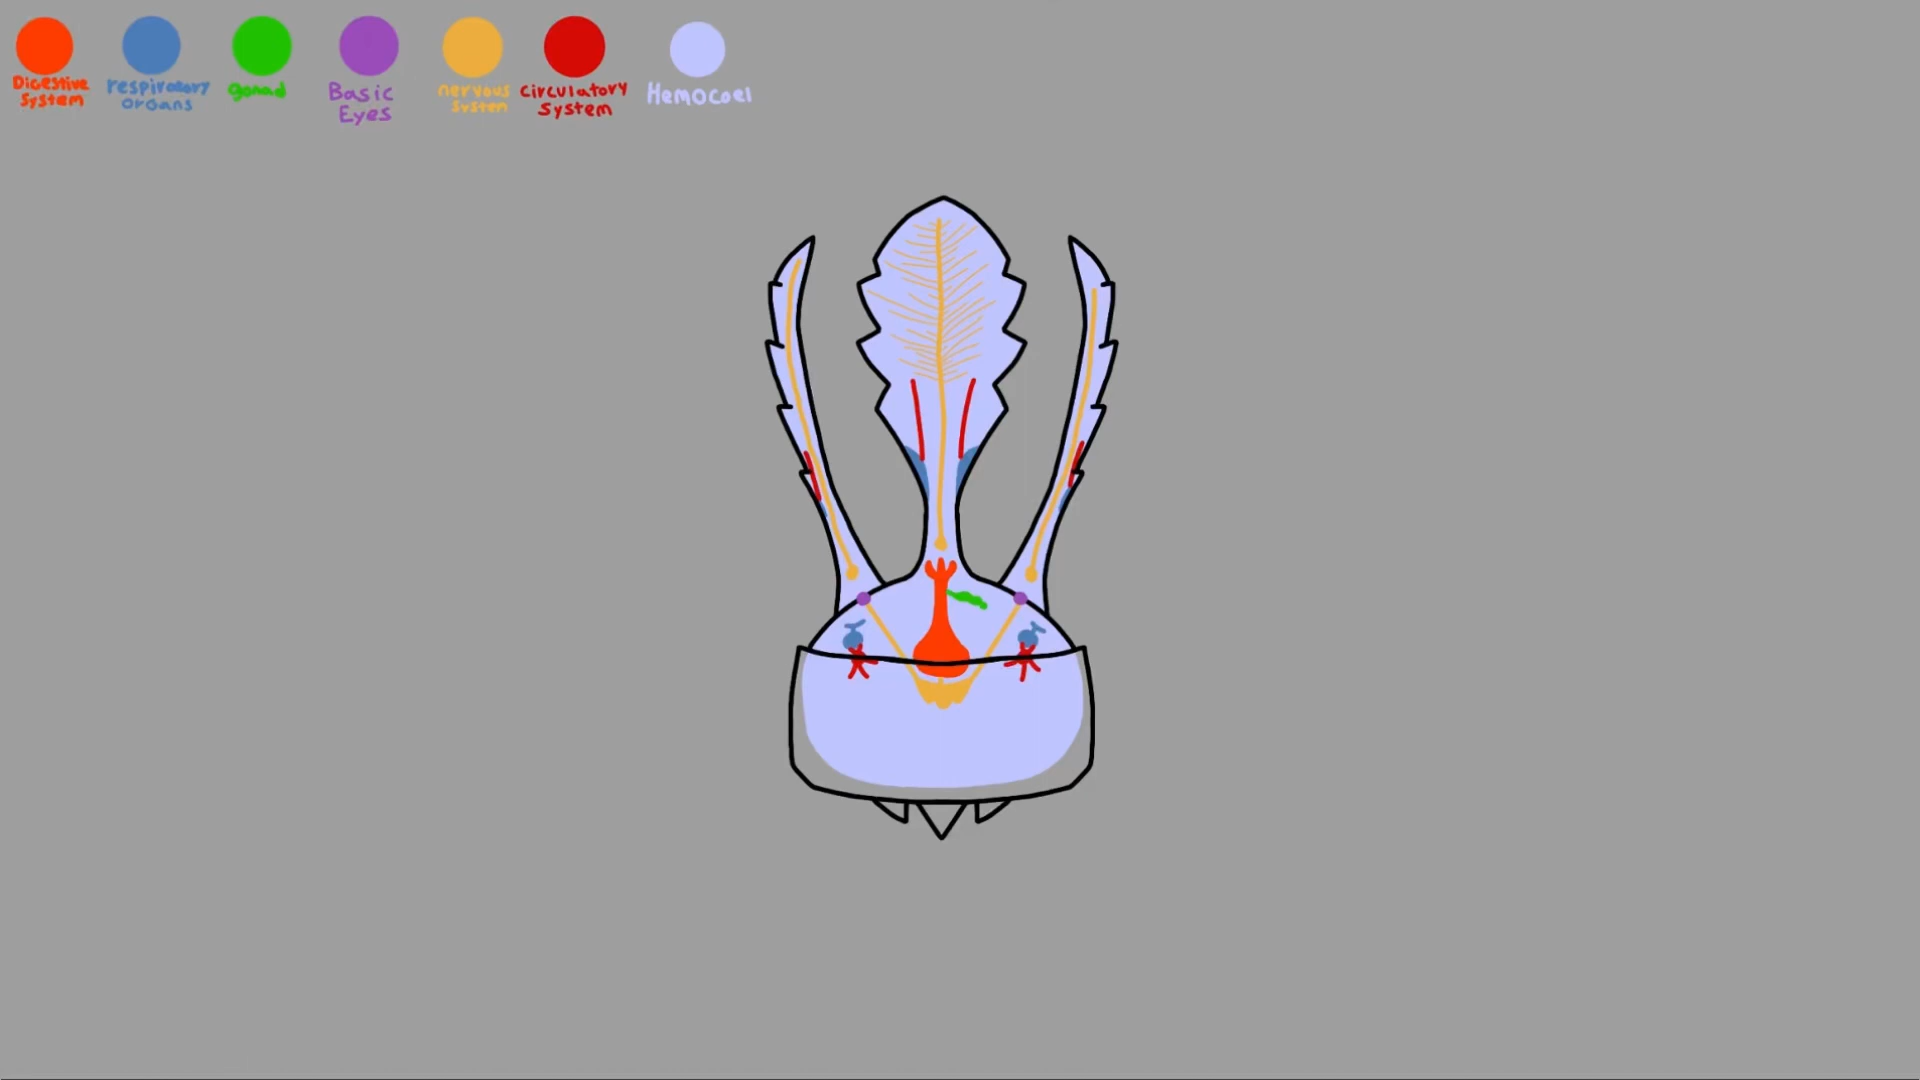 Digestive
System
respiratory
organs
gonad
Basic
Eyes
nervous
System
circulatory
System
Hemocoel